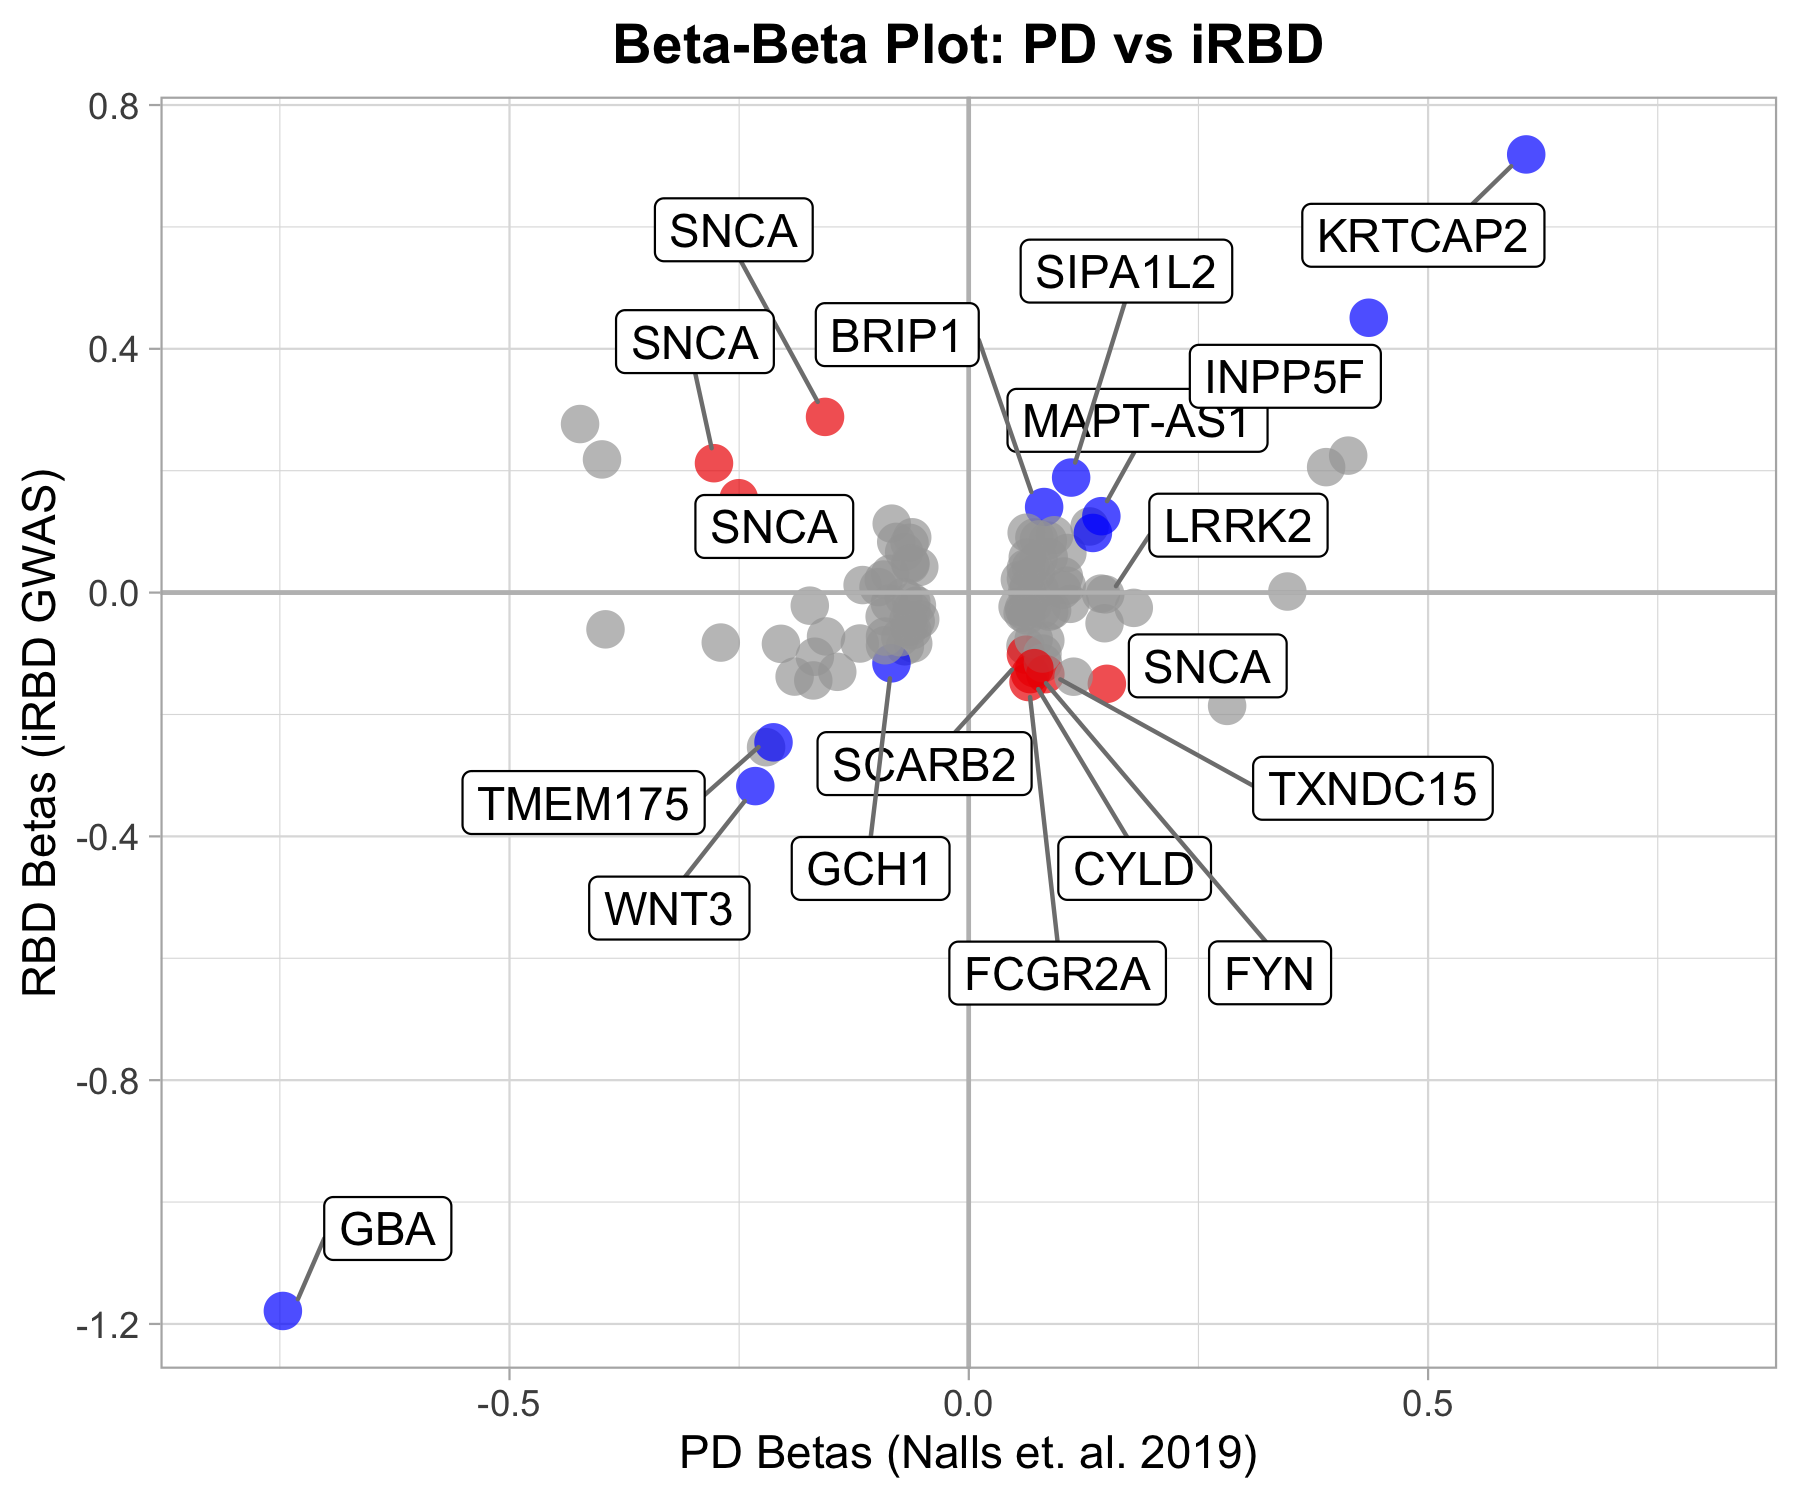 Beta-Beta Plot: PD vs iRBD
RBD Betas (iRBD GWAS)
0.8
0.4
0.0
-0.4
-0.8
-1.2
SNCA
KRTCAP2
SIPA1L2
BRIP1
SNCA
INPP5F
MAPT-AS1
SNCA
LRRK2
SNCA
SCARB2
TXNDC15
TMEM175
GCH1
CYLD
WNT3
FCGR2A
FYN
GBA
-0.5
0.0
0.5
PD Betas (Nalls et. al. 2019)